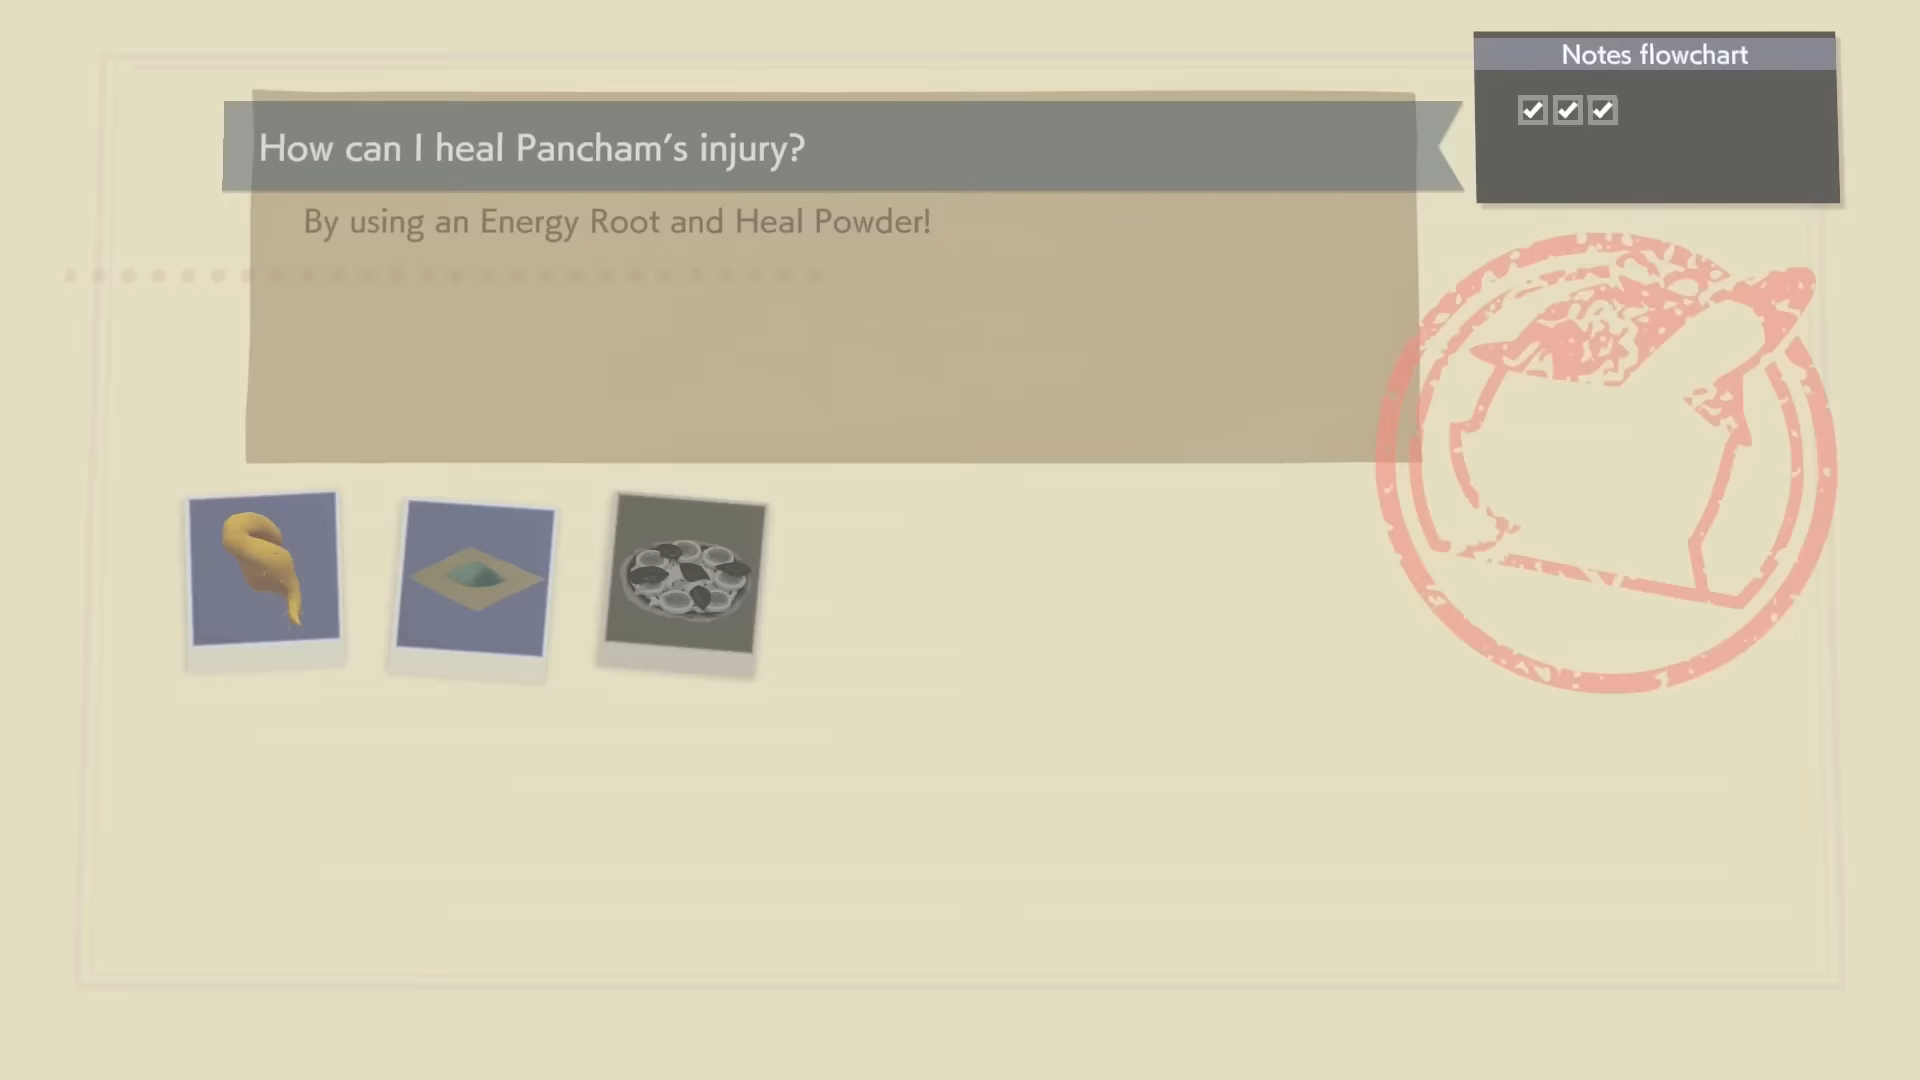 Notes flowchart
How can I heal Pancham's injury?
By using an Energy Root and Heal Powder!